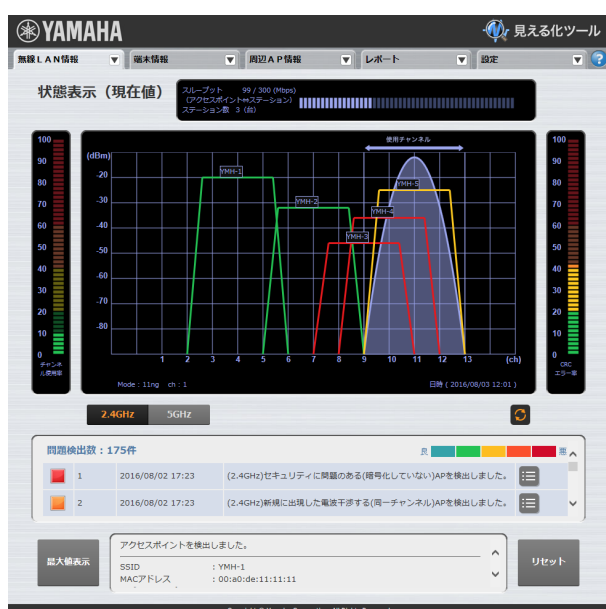 YAMAHA 見える化ツール
無線LAN情報 端末情報 周辺AP情報 レポート 設定 ?
状態表示（現在値）
スループット 99 / 300 (Mbps)
(アクセスポイント⇔ステーション)
ステーション数 3 (台)
使用チャンネル
(dBm)
100 90 80 70 60 50 40 30 20 10 0
チャンネル使用率
-20 -30 -40 -50 -60 -70 -80
YMH-1
YMH-2
YMH-3
YMH-4
YMH-5
1 2 3 4 5 6 7 8 9 10 11 12 13 (ch)
Mode : 11ng ch : 1
日時 ( 2016/08/03 12:01 )
100 90 80 70 60 50 40 30 20 10 0
CRC
エラー率
2.4GHz 5GHz
問題検出数 : 175件
良 悪
1 2016/08/02 17:23 (2.4GHz)セキュリティに問題のある(暗号化していない)APを検出しました。
2 2016/08/02 17:23 (2.4GHz)新規に出現した電波干渉する(同一チャンネル)APを検出しました。
最大値表示
アクセスポイントを検出しました。
SSID : YMH-1
MACアドレス : 00:a0:de:11:11:11
リセット